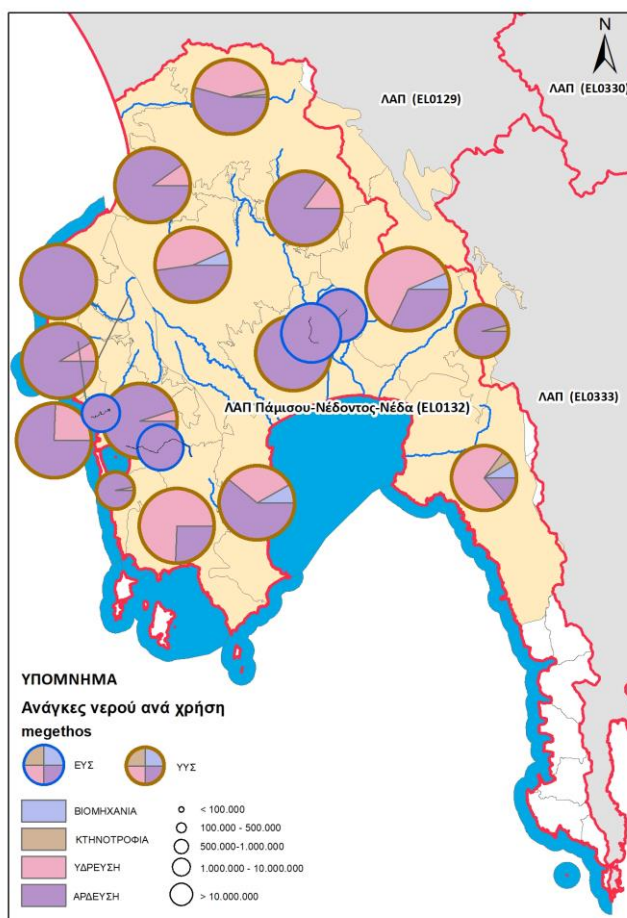 N
ΛΑΠ (EL0330)
ΛΑΠ (EL0129)
ΛΑΠ (EL0333)
ΛΑΠ Πάμισου-Νέδοντος-Νέδα (EL0132)
ΥΠΟΜΝΗΜΑ
Ανάγκες νερού ανά χρήση
megethos
ΕΥΣ
ΥΥΣ
ΒΙΟΜΗΧΑΝΙΑ
ΚΤΗΝΟΤΡΟΦΙΑ
ΥΔΡΕΥΣΗ
ΑΡΔΕΥΣΗ
< 100.000
100.000 - 500.000
500.000-1.000.000
1.000.000 - 10.000.000
> 10.000.000